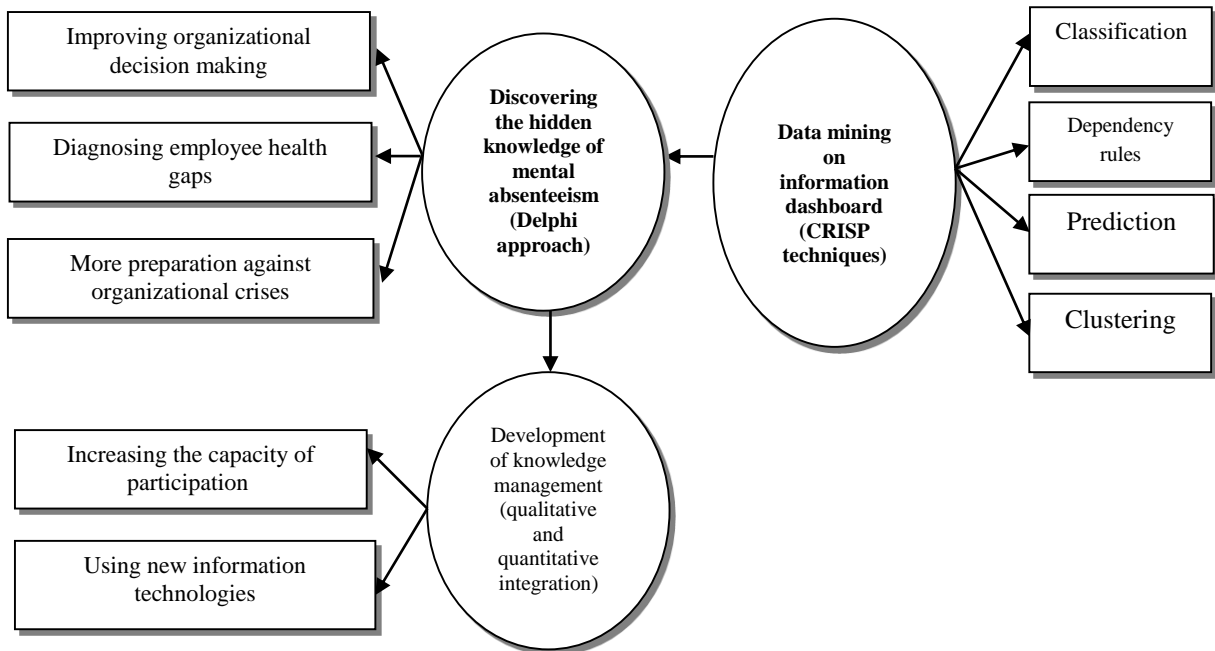 Improving organizational
decision making
Diagnosing employee health
gaps
More preparation against
organizational crises
Discovering
the hidden
knowledge of
mental
absenteeism
(Delphi
approach)
Data mining
on
information
dashboard
(CRISP
techniques)
Classification
Dependency
rules
Prediction
Clustering
Increasing the capacity of
participation
Using new information
technologies
Development
of knowledge
management
(qualitative
and
quantitative
integration)